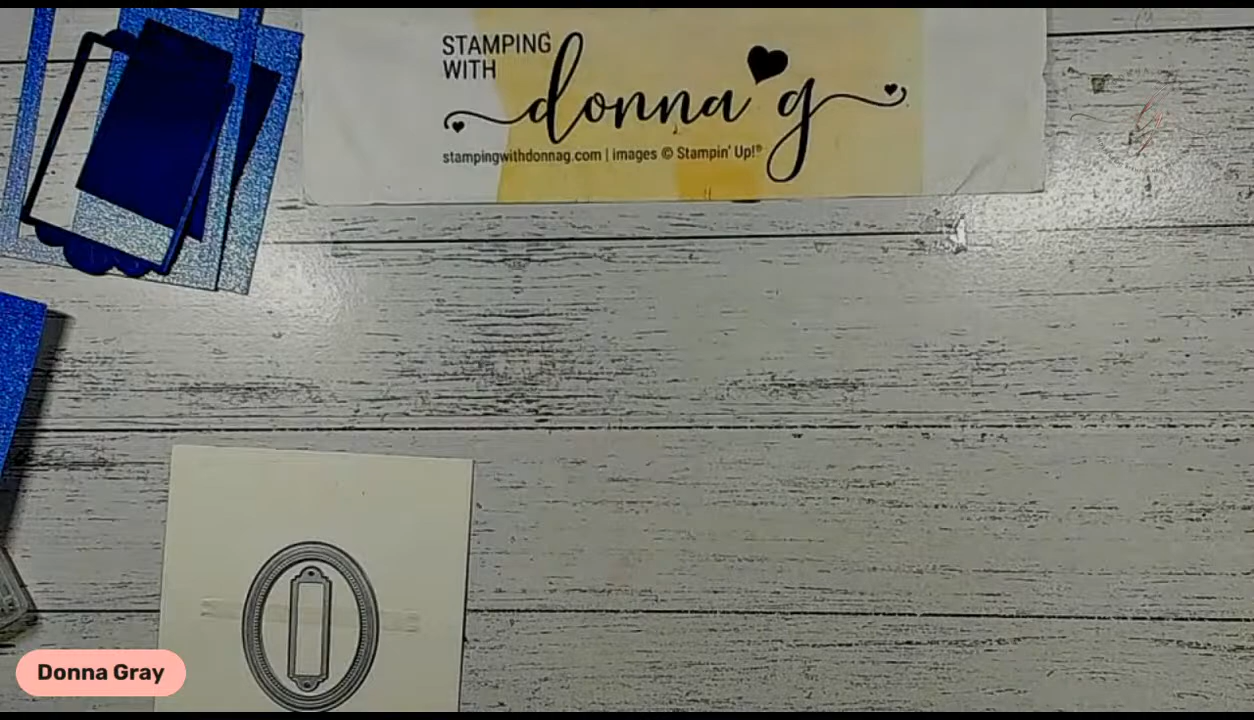 STAMPING
WITH
donna g
stampingwithdonnag.com | images © Stampin' Up!®
Donna Gray